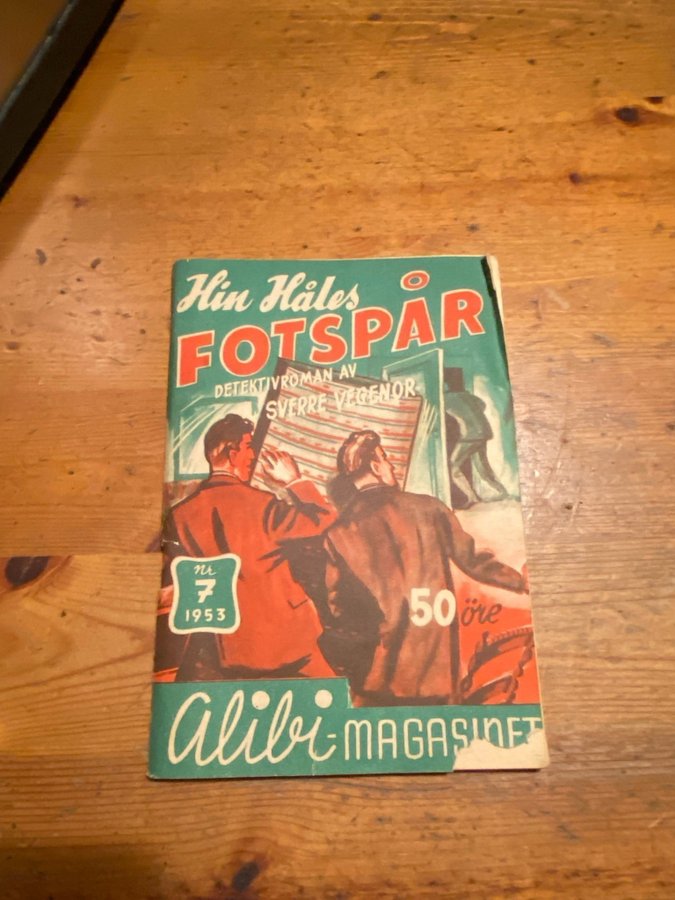 Hin Håles
FOTSPÅR
DETEKTIVROMAN AV
SVERRE VEGENOR
Nr
7
1953
50 öre
Alibi-MAGASINET